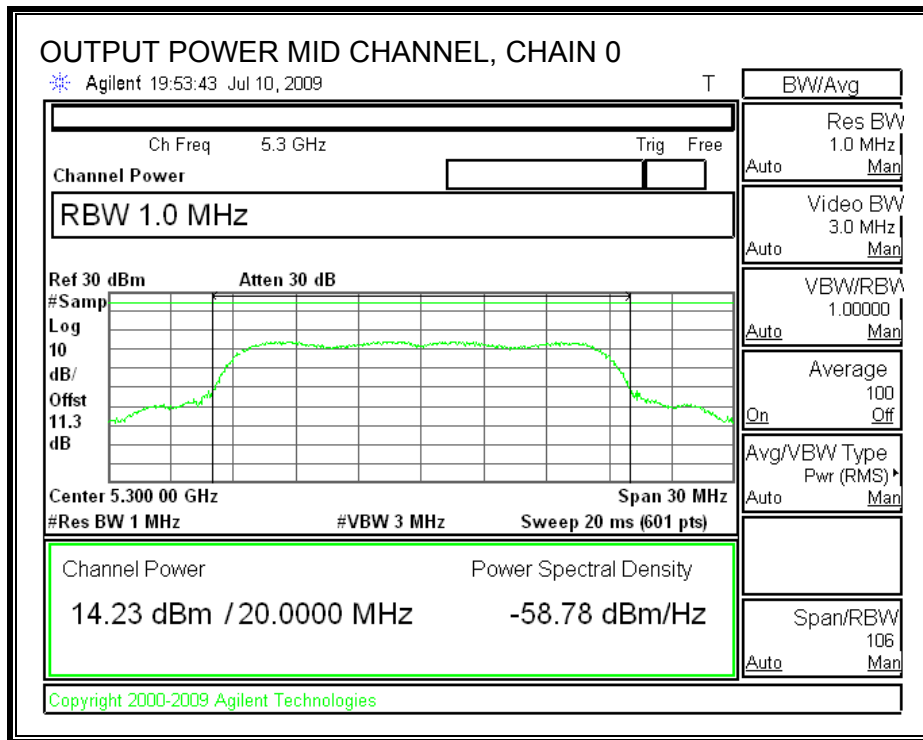 OUTPUT POWER MID CHANNEL, CHAIN 0
Agilent 19:53:43 Jul 10, 2009 T
Ch Freq 5.3 GHz Trig Free
Channel Power
RBW 1.0 MHz
Ref 30 dBm Atten 30 dB
#Samp
Log
10
dB/
Offst
11.3
dB
Center 5.300 00 GHz Span 30 MHz
#Res BW 1 MHz #VBW 3 MHz Sweep 20 ms (601 pts)
Channel Power Power Spectral Density
14.23 dBm / 20.0000 MHz -58.78 dBm/Hz
Copyright 2000-2009 Agilent Technologies
BW/Avg
Res BW
1.0 MHz
Auto Man
Video BW
3.0 MHz
Auto Man
VBW/RBW
1.00000
Auto Man
Average
100
On Off
Avg/VBW Type
Pwr (RMS)
Auto Man
Span/RBW
106
Auto Man